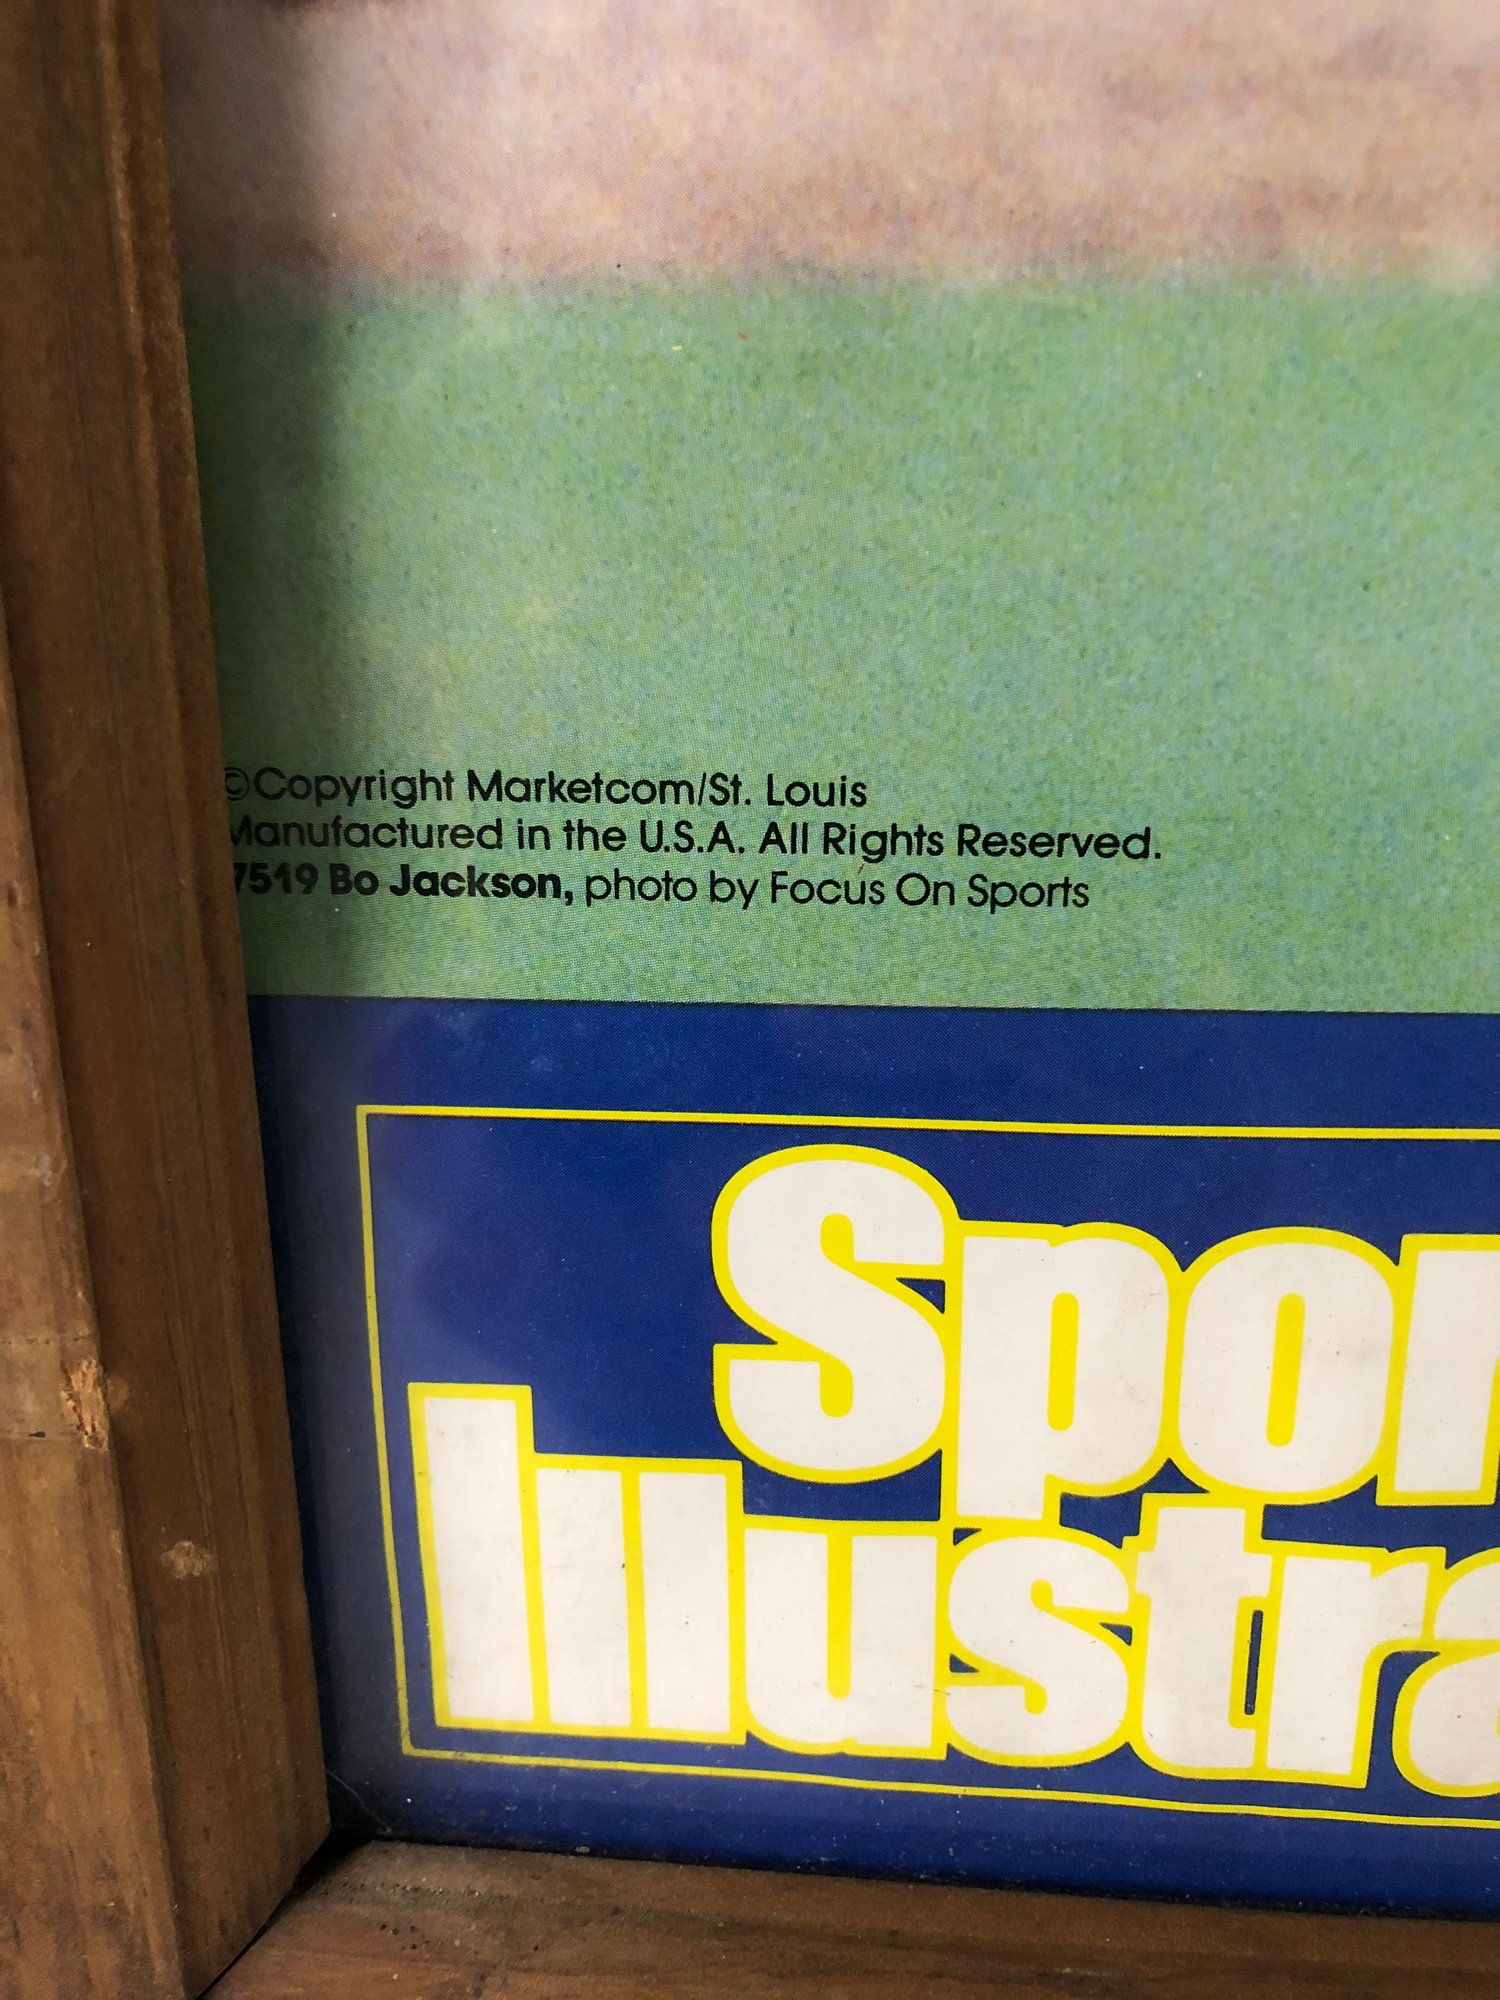 ©Copyright Marketcom/St. Louis
Manufactured in the U.S.A. All Rights Reserved.
7519 Bo Jackson, photo by Focus On Sports
Spor
Illustra